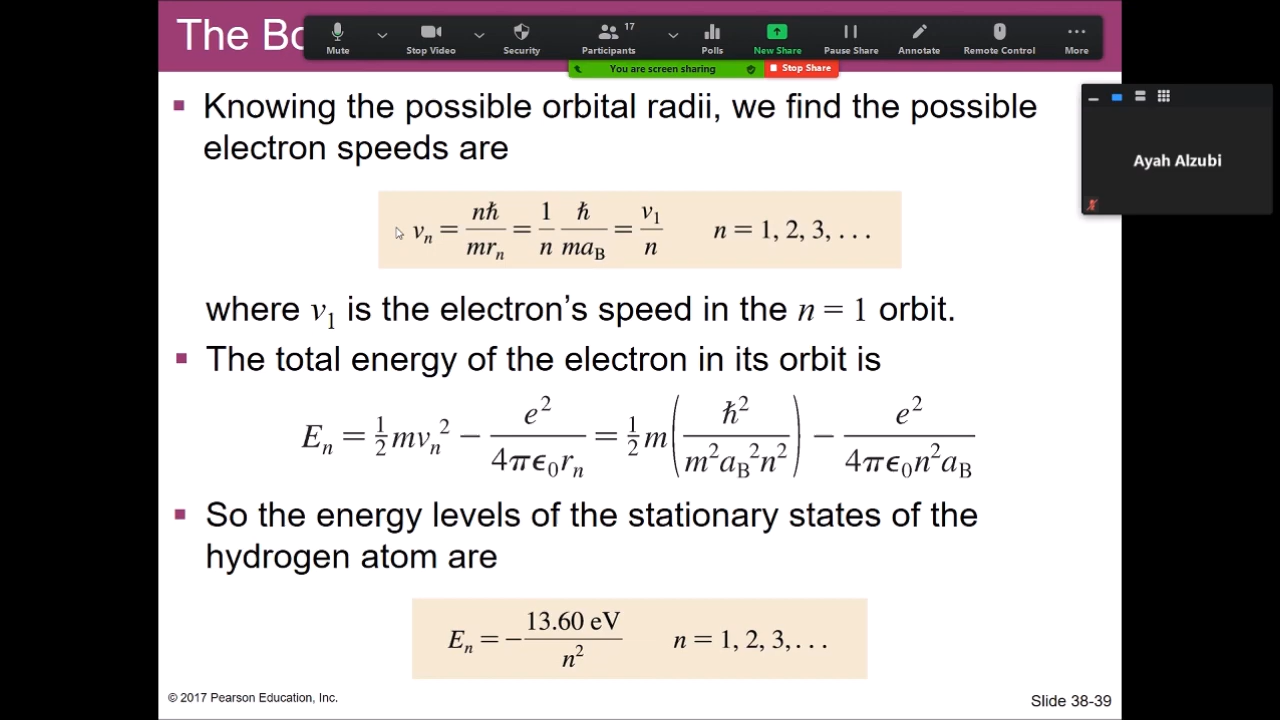 The Bo
Mute
Stop Video
Security
17
Participants
Polls
New Share
Pause Share
Annotate
Remote Control
More
You are screen sharing
Stop Share
Ayah Alzubi
▪ Knowing the possible orbital radii, we find the possible
electron speeds are
vₙ = nℏ/mrₙ = 1/n ℏ/ma_B = v₁/n n = 1, 2, 3, . . .
where v₁ is the electron’s speed in the n = 1 orbit.
▪ The total energy of the electron in its orbit is
Eₙ = ½mvₙ² − e²/4πϵ₀rₙ = ½m(ℏ²/m²a_B²n²) − e²/4πϵ₀n²a_B
▪ So the energy levels of the stationary states of the
hydrogen atom are
Eₙ = −13.60 eV/n² n = 1, 2, 3, . . .
© 2017 Pearson Education, Inc.
Slide 38-39